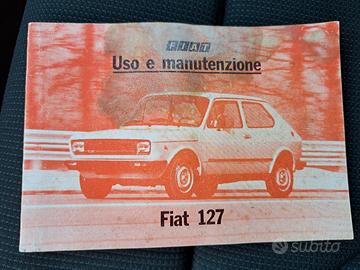 FIAT
Uso e manutenzione
Fiat 127
subito